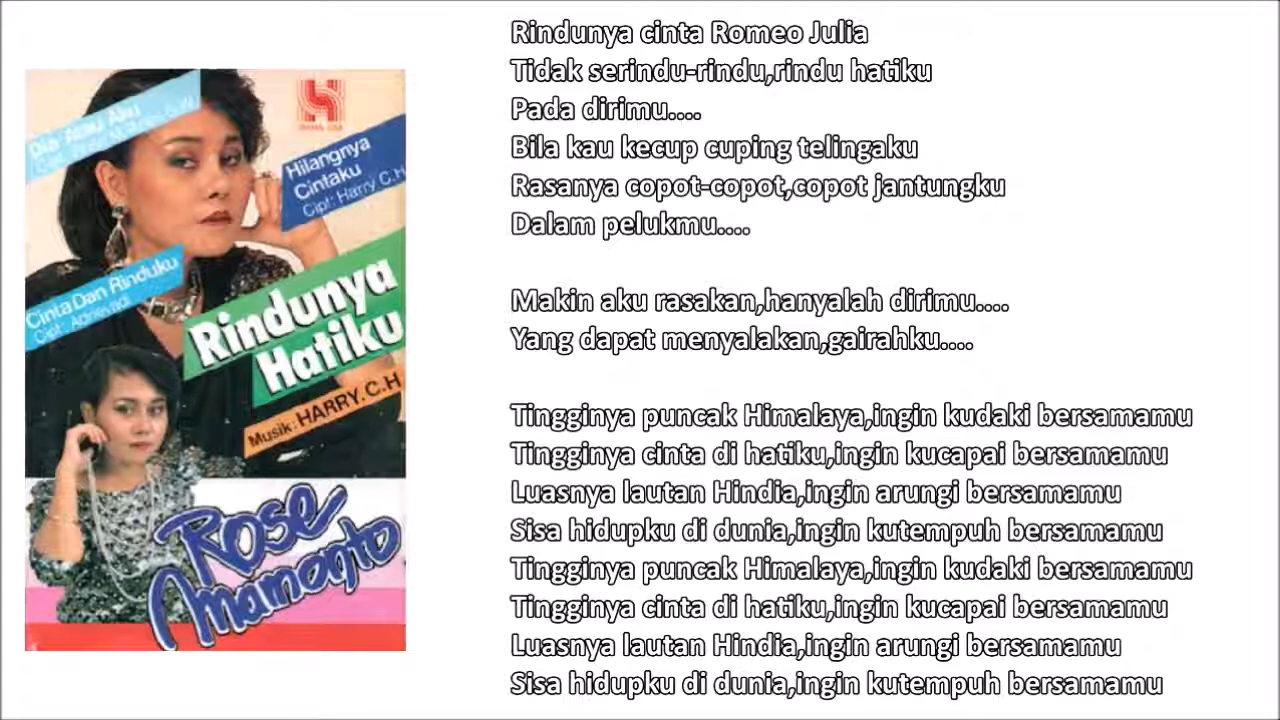 Hilangnya
Cintaku
Cipt: Harry C.H
Cinta Dan Rinduku
Cipt: Adriewadi
Rindunya
Hatiku
Musik: HARRY.C.H
Rose
Mamonto
Rindunya cinta Romeo Julia
Tidak serindu-rindu,rindu hatiku
Pada dirimu....
Bila kau kecup cuping telingaku
Rasanya copot-copot,copot jantungku
Dalam pelukmu....
Makin aku rasakan,hanyalah dirimu....
Yang dapat menyalakan,gairahku....
Tingginya puncak Himalaya,ingin kudaki bersamamu
Tingginya cinta di hatiku,ingin kucapai bersamamu
Luasnya lautan Hindia,ingin arungi bersamamu
Sisa hidupku di dunia,ingin kutempuh bersamamu
Tingginya puncak Himalaya,ingin kudaki bersamamu
Tingginya cinta di hatiku,ingin kucapai bersamamu
Luasnya lautan Hindia,ingin arungi bersamamu
Sisa hidupku di dunia,ingin kutempuh bersamamu